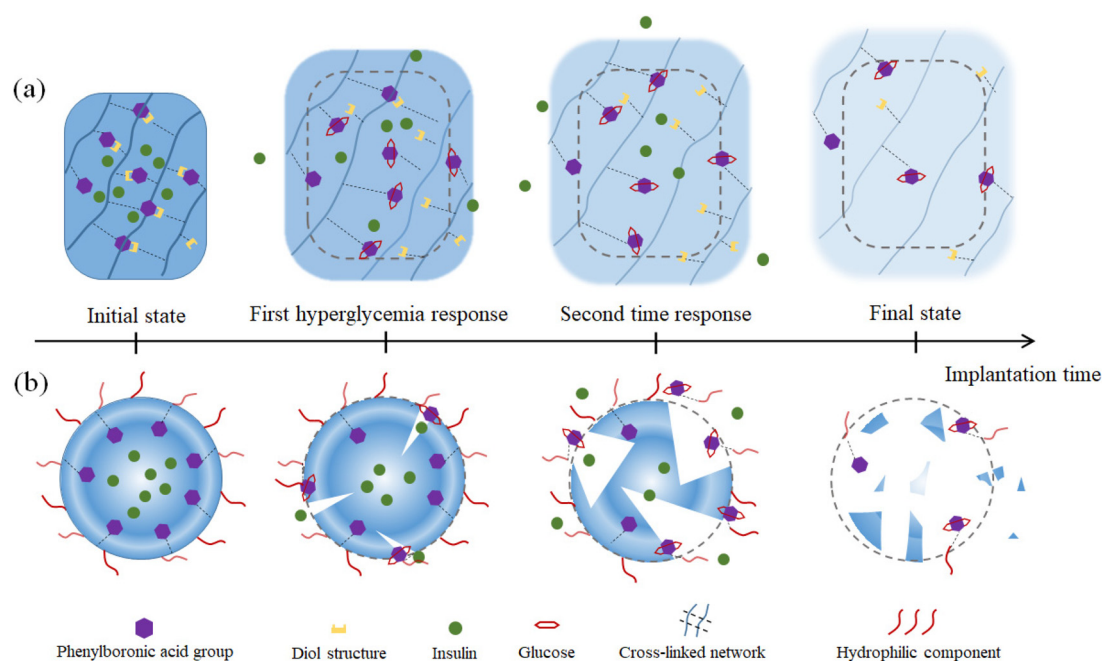 (a)
Initial state
First hyperglycemia response
Second time response
Final state
(b)
Implantation time
Phenylboronic acid group
Diol structure
Insulin
Glucose
Cross-linked network
Hydrophilic component